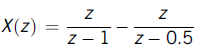 X(z) = z / (z − 1) − z / (z − 0.5)